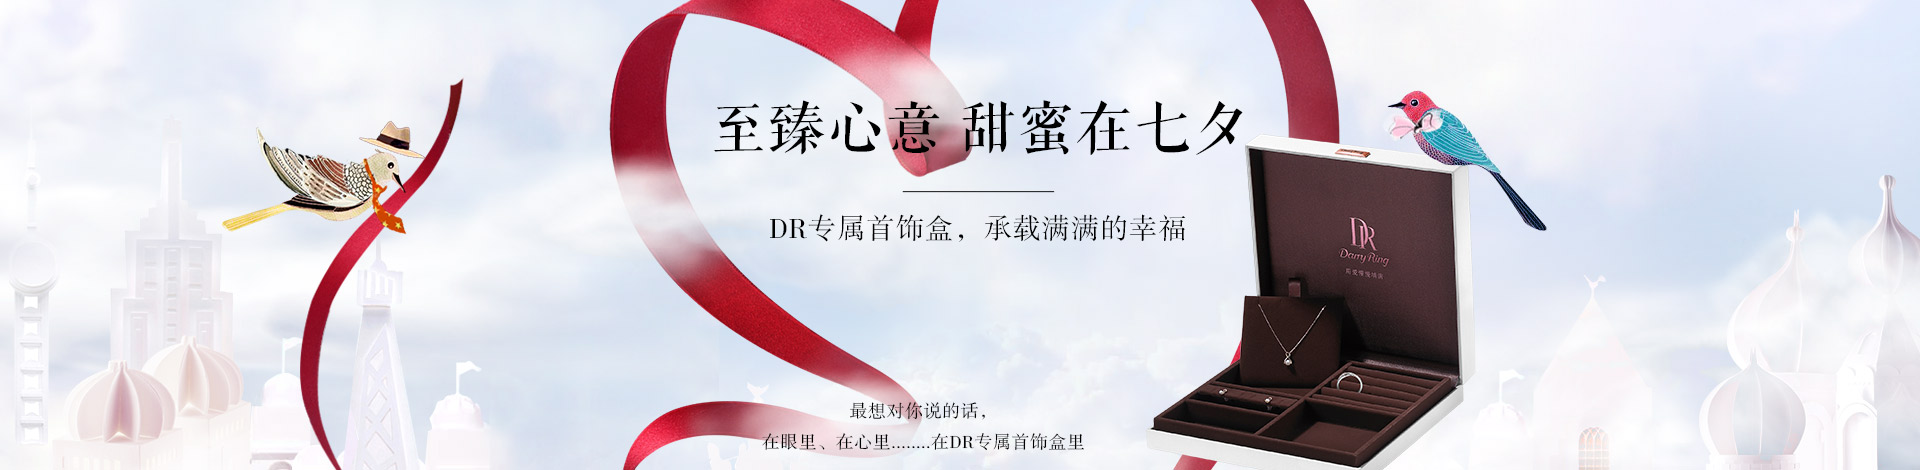 至臻心意 甜蜜在七夕
DR专属首饰盒，承载满满的幸福
DR
Darry Ring
最想对你说的话，
在眼里、在心里........在DR专属首饰盒里